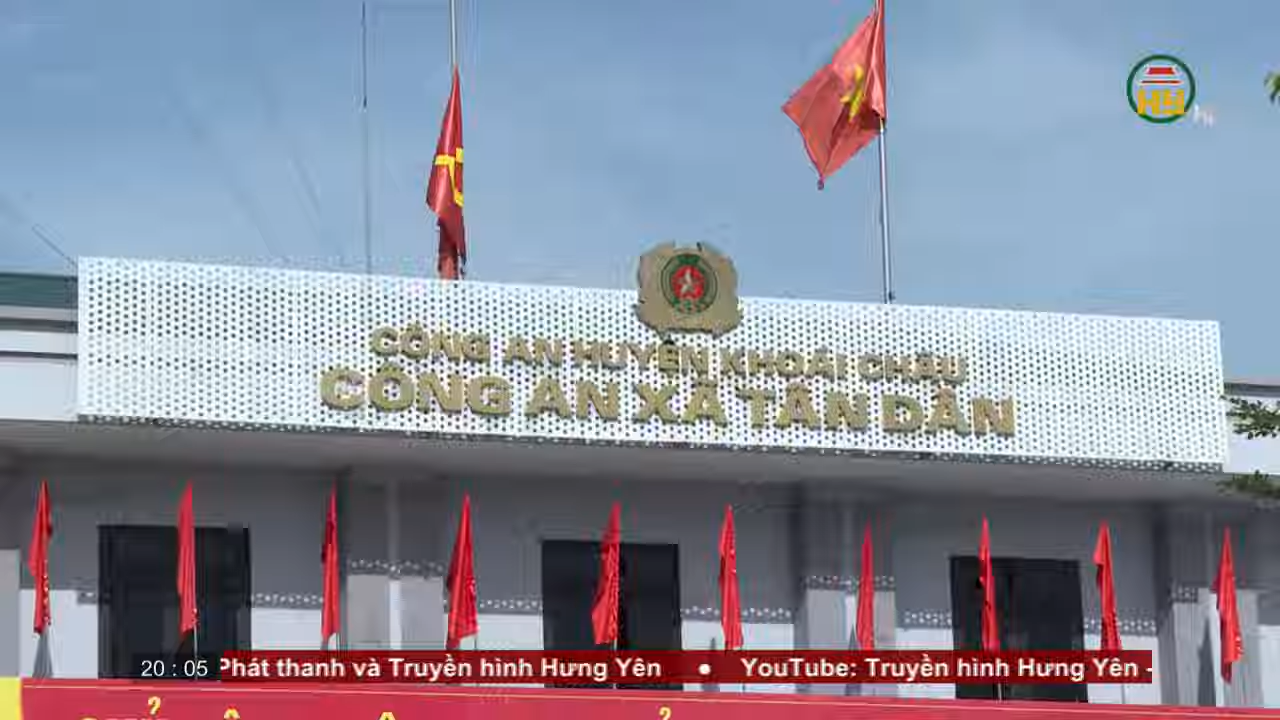 HY
CÔNG AN HUYỆN KHOÁI CHÂU
CÔNG AN XÃ TÂN DÂN
20 : 05 Phát thanh và Truyền hình Hưng Yên • YouTube: Truyền hình Hưng Yên -